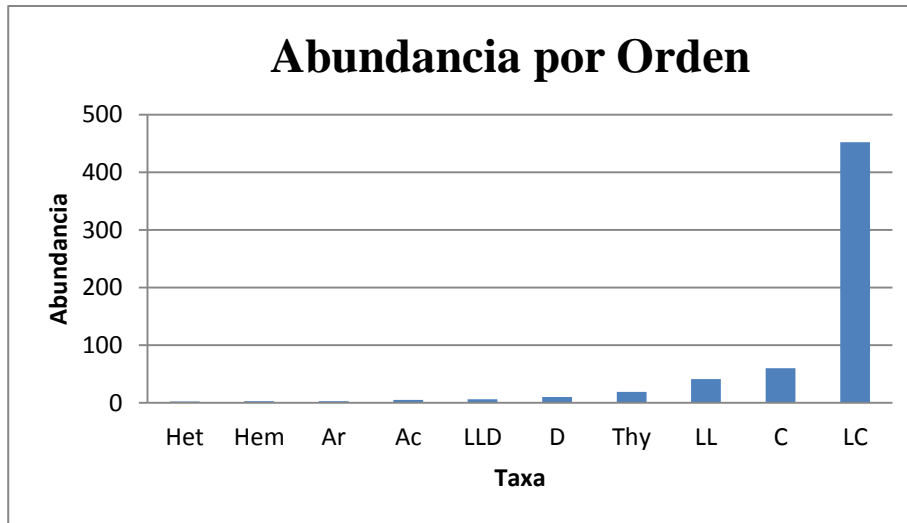 Abundancia por Orden
500
400
300
200
100
0
Abundancia
Het Hem Ar Ac LLD D Thy LL C LC
Taxa